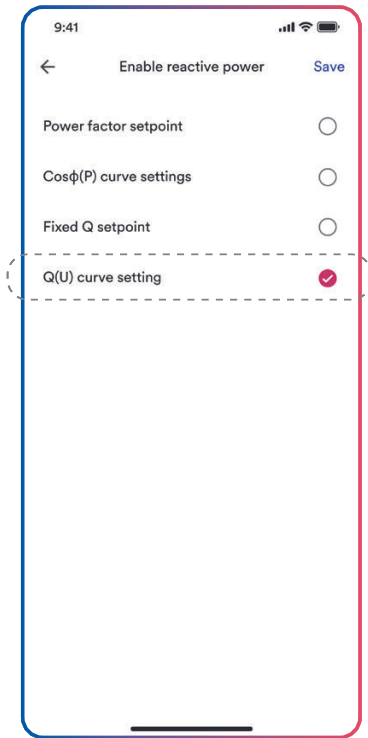 9:41
Enable reactive power Save
Power factor setpoint
Cosϕ(P) curve settings
Fixed Q setpoint
Q(U) curve setting